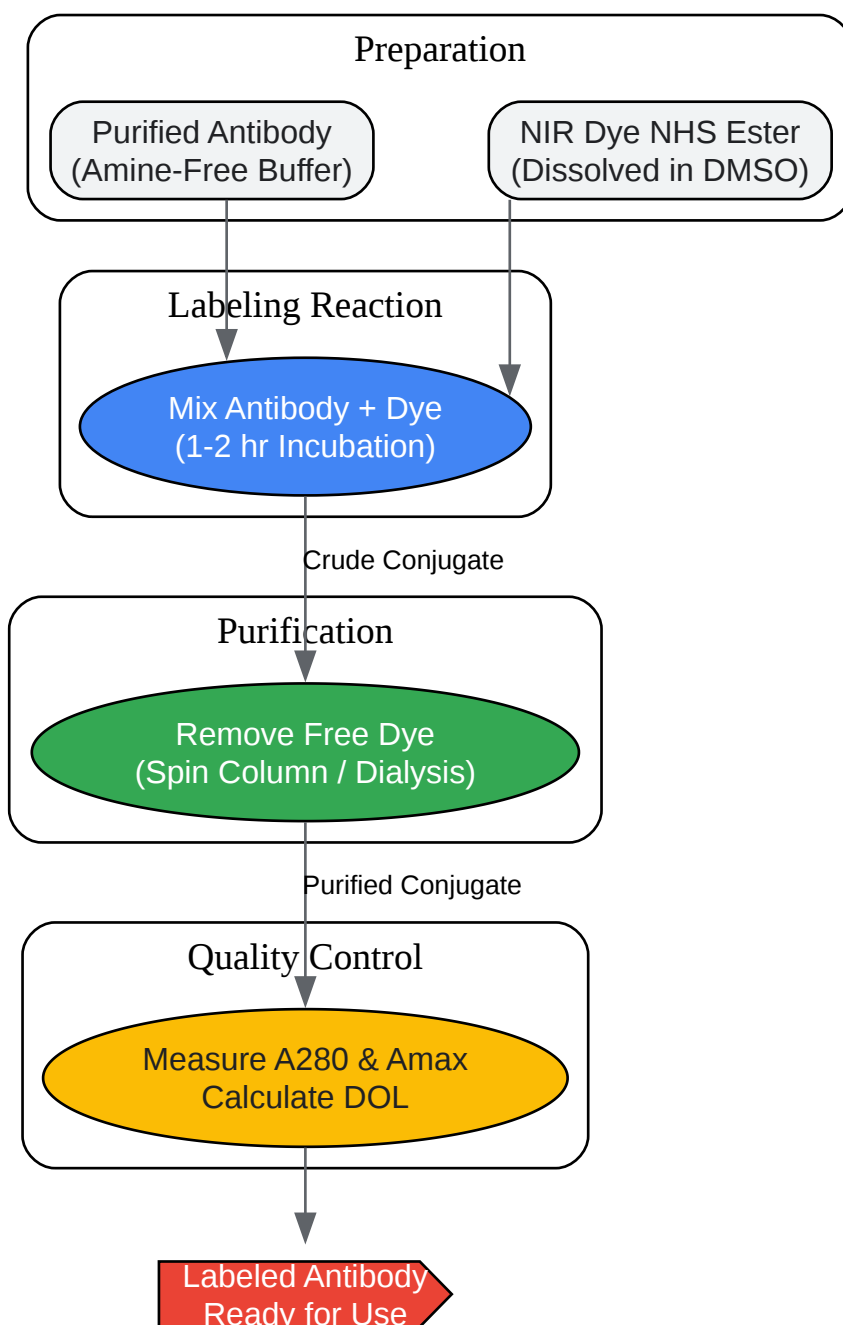 Preparation
Purified Antibody
(Amine-Free Buffer)
NIR Dye NHS Ester
(Dissolved in DMSO)
Labeling Reaction
Mix Antibody + Dye
(1-2 hr Incubation)
Crude Conjugate
Purification
Remove Free Dye
(Spin Column / Dialysis)
Purified Conjugate
Quality Control
Measure A280 & Amax
Calculate DOL
Labeled Antibody
Ready for Use